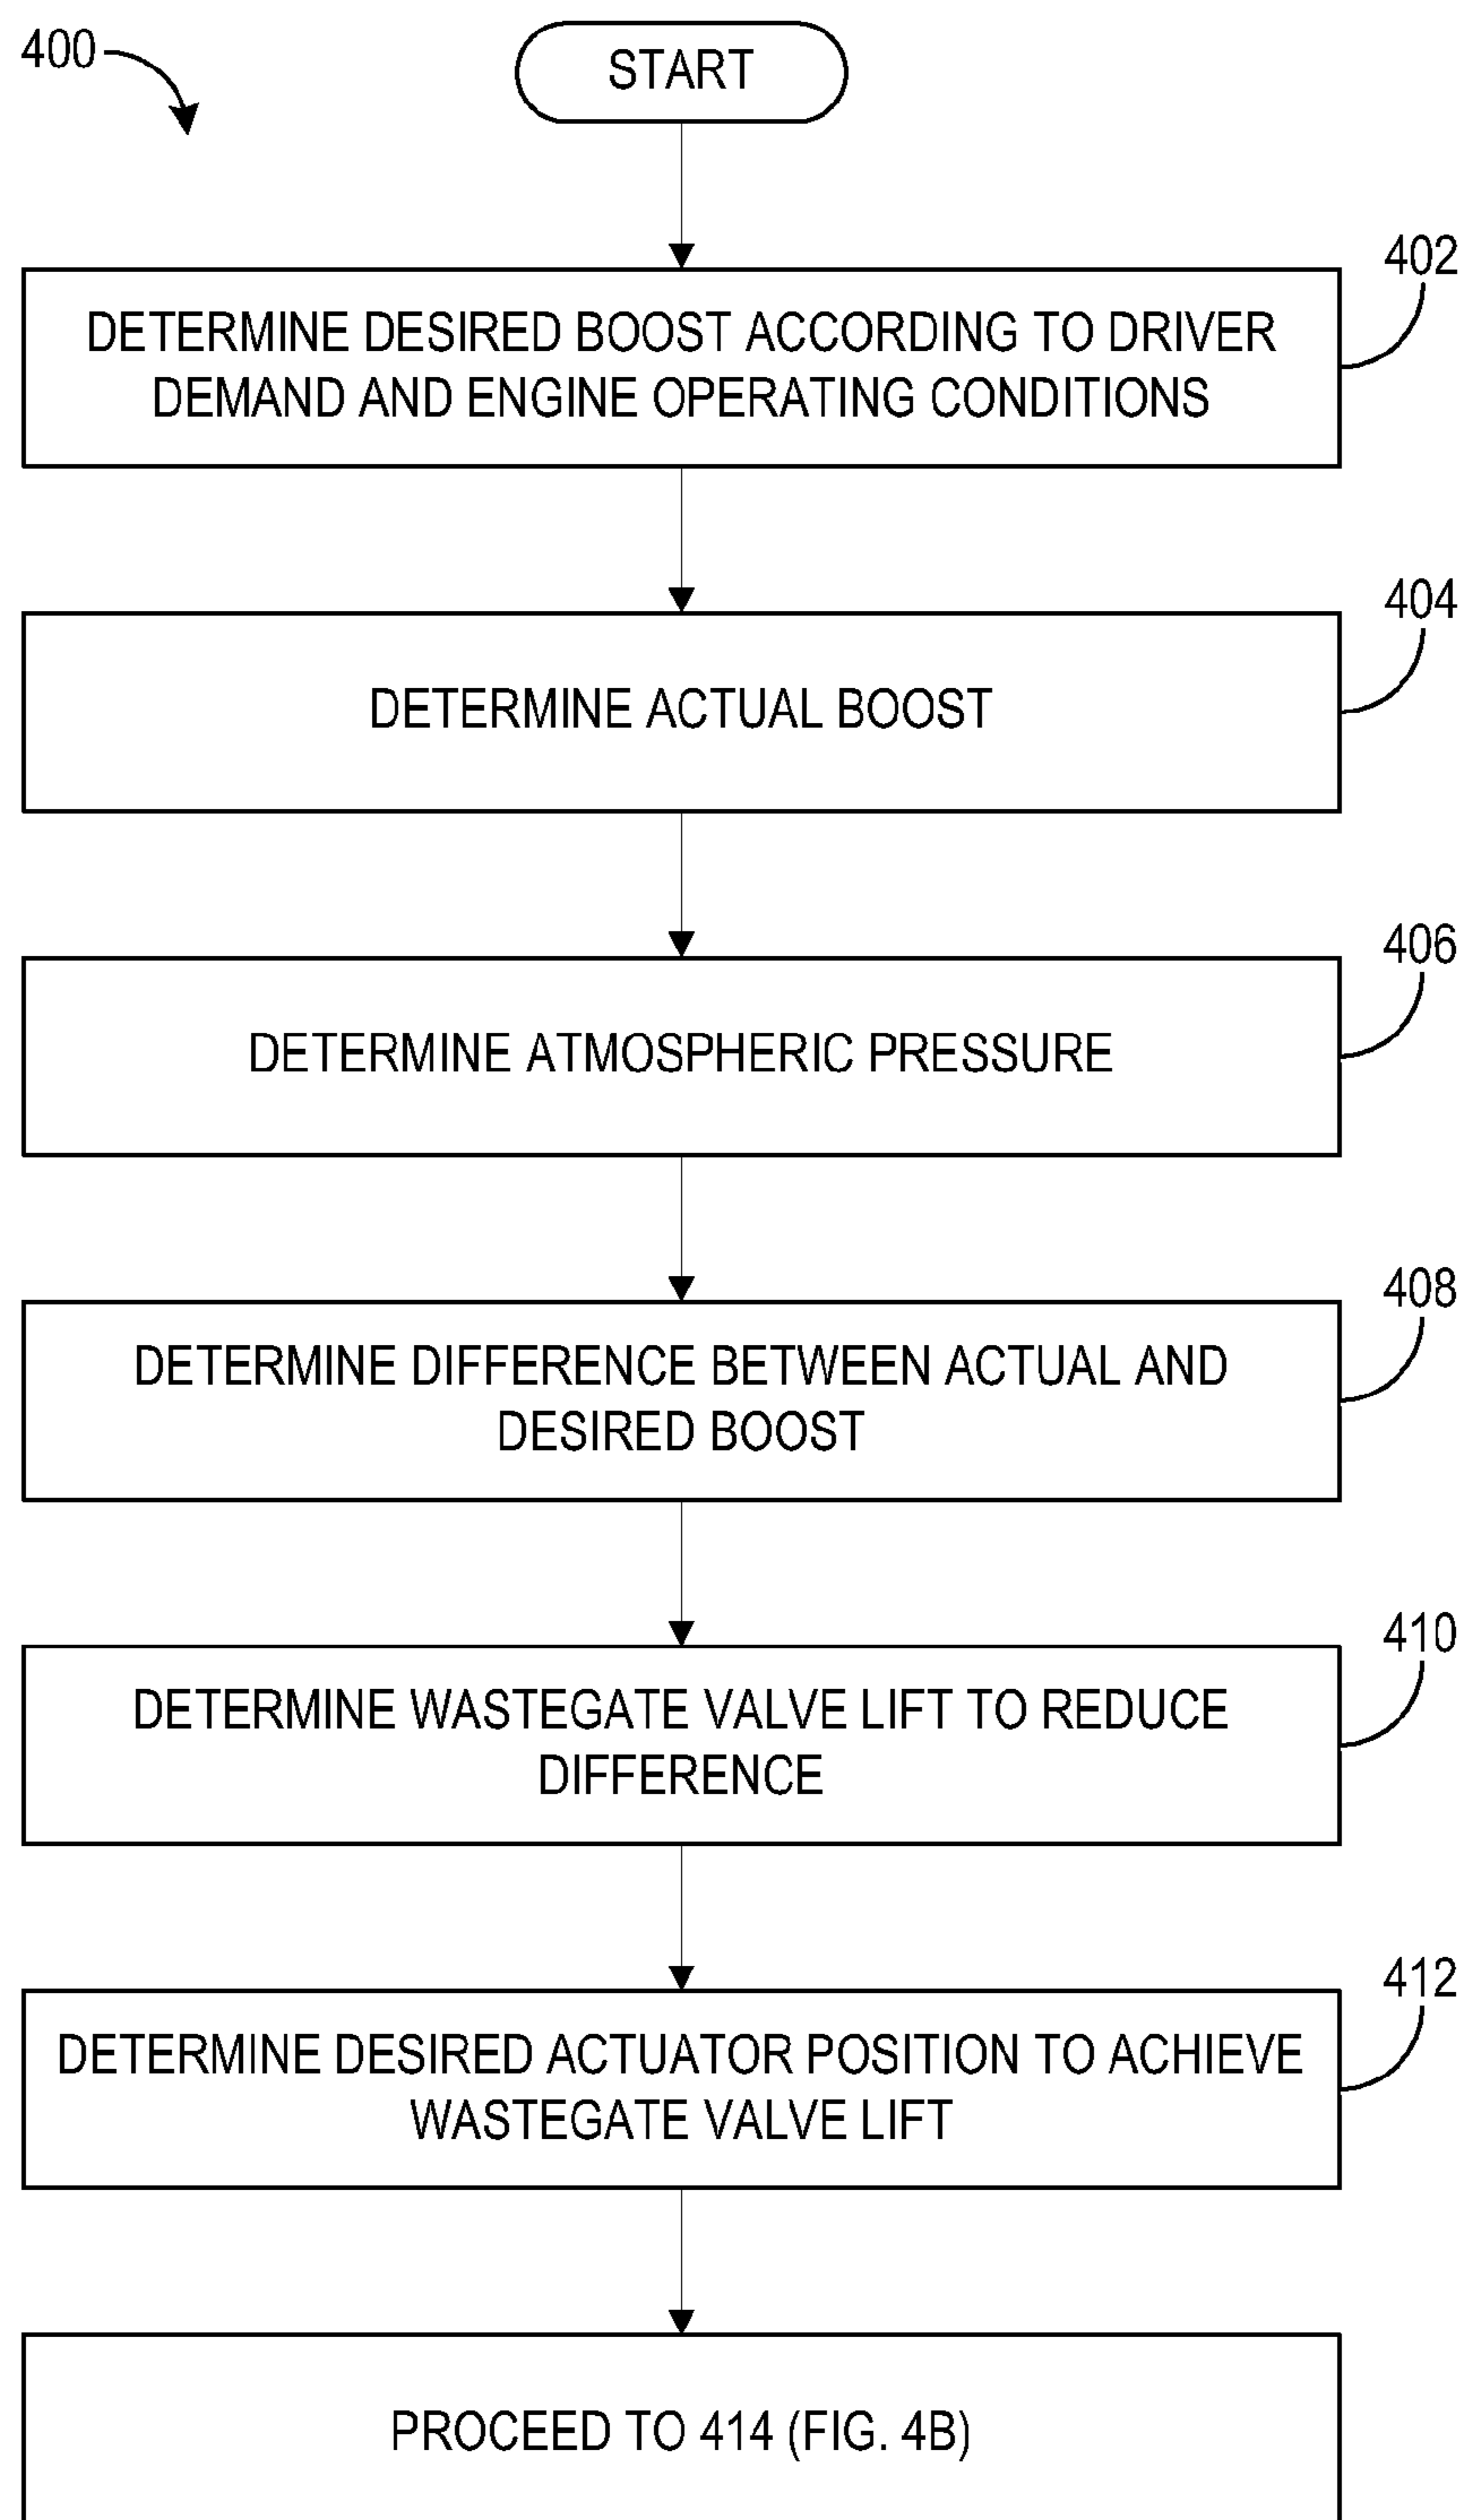 400
START
402
DETERMINE DESIRED BOOST ACCORDING TO DRIVER
DEMAND AND ENGINE OPERATING CONDITIONS
404
DETERMINE ACTUAL BOOST
406
DETERMINE ATMOSPHERIC PRESSURE
408
DETERMINE DIFFERENCE BETWEEN ACTUAL AND
DESIRED BOOST
410
DETERMINE WASTEGATE VALVE LIFT TO REDUCE
DIFFERENCE
412
DETERMINE DESIRED ACTUATOR POSITION TO ACHIEVE
WASTEGATE VALVE LIFT
PROCEED TO 414 (FIG. 4B)